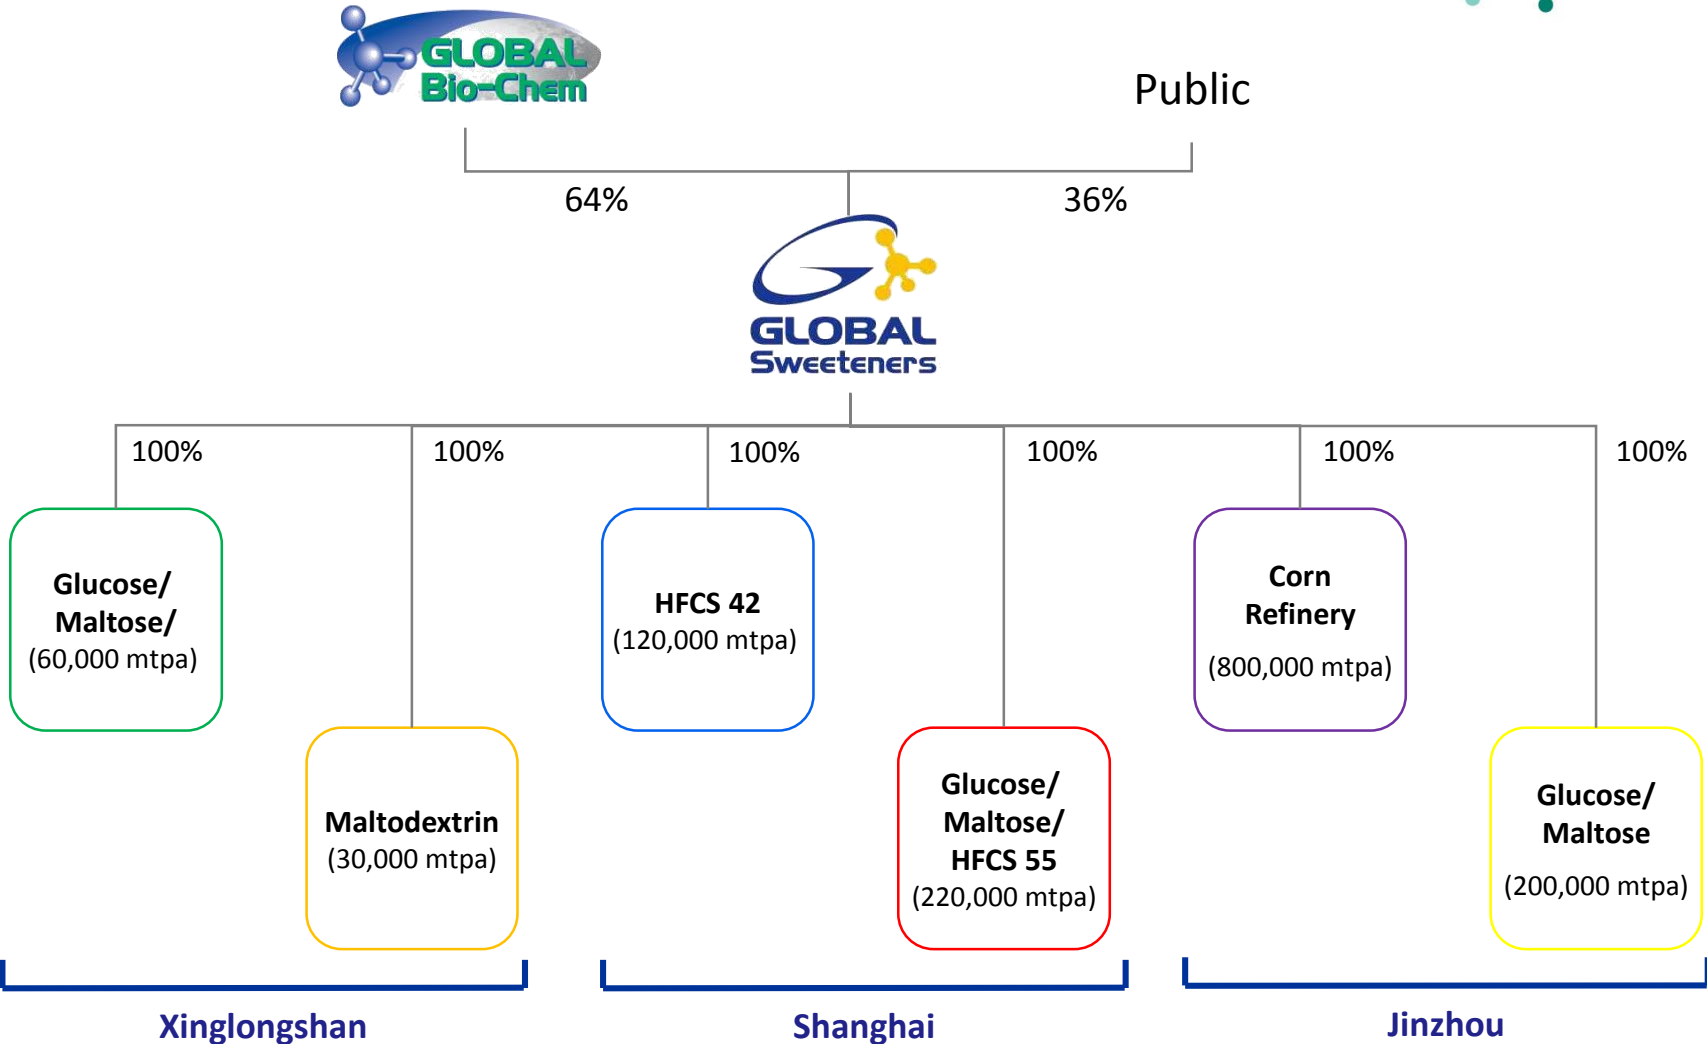 GLOBAL
Bio-Chem
Public
64%
36%
GLOBAL
Sweeteners
100%
100%
100%
100%
100%
100%
Glucose/
Maltose/
(60,000 mtpa)
HFCS 42
(120,000 mtpa)
Corn
Refinery
(800,000 mtpa)
Maltodextrin
(30,000 mtpa)
Glucose/
Maltose/
HFCS 55
(220,000 mtpa)
Glucose/
Maltose
(200,000 mtpa)
Xinglongshan
Shanghai
Jinzhou